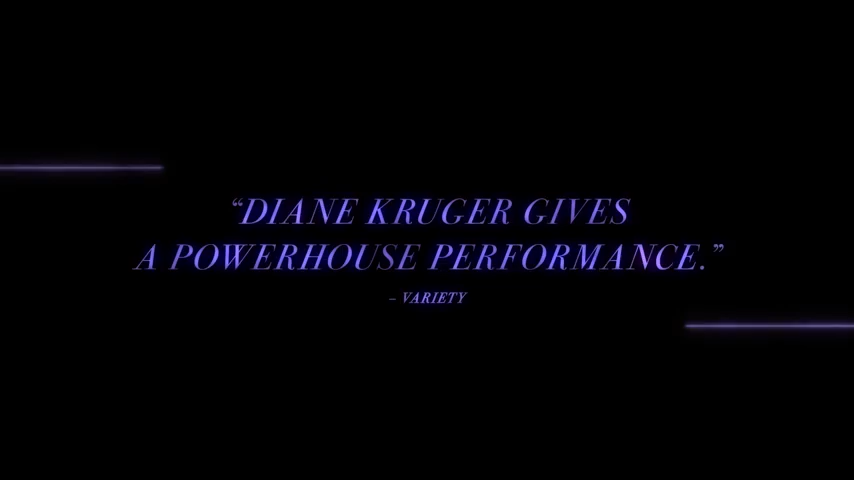 “DIANE KRUGER GIVES
A POWERHOUSE PERFORMANCE.”
– VARIETY